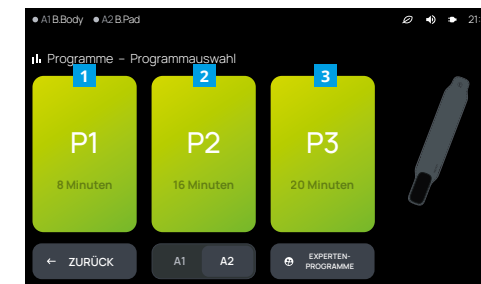 A1 B.Body A2 B.Pad 21:
Programme – Programmauswahl
1 2 3
P1 P2 P3
8 Minuten 16 Minuten 20 Minuten
← ZURÜCK A1 A2 EXPERTEN-
PROGRAMME